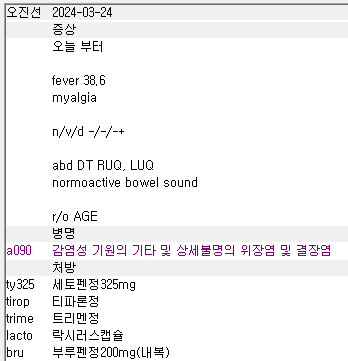 오진선 2024-03-24
증상
오늘 부터
fever 38.6
myalgia
n/v/d -/-/-+
abd DT RUQ, LUQ
normoactive bowel sound
r/o AGE
병명
a090 감염성 기원의 기타 및 상세불명의 위장염 및 결장염
처방
ty325 세토펜정325mg
tirop 티파론정
trime 트리멘정
lacto 락시러스캡슐
bru 부루펜정200mg(내복)